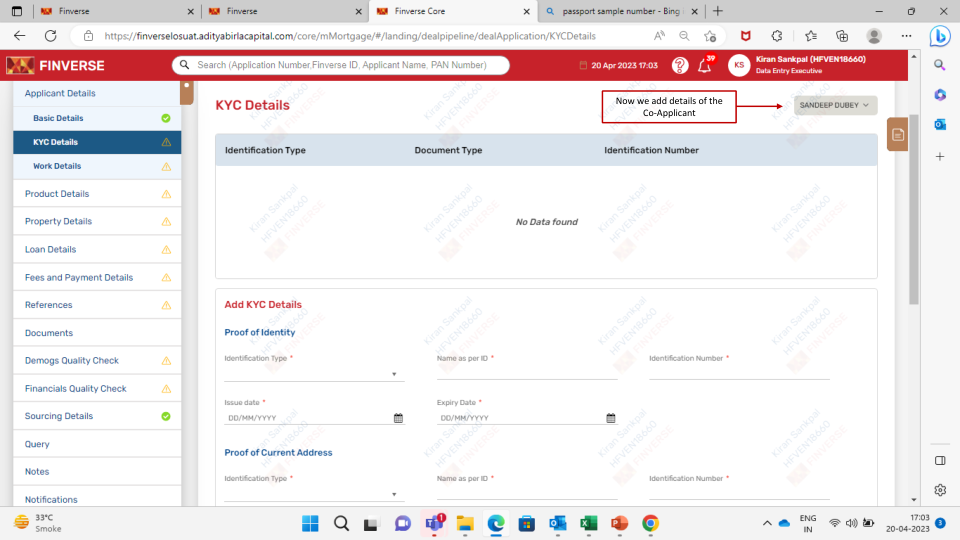 Finverse
Finverse
Finverse Core
passport sample number - Bing
https://finverselosuat.adityabirlacapital.com/core/mMortgage/#/landing/dealpipeline/dealApplication/KYCDetails
FINVERSE
Search (Application Number,Finverse ID, Applicant Name, PAN Number)
20 Apr 2023 17:03
39
KS
Kiran Sankpal (HFVEN18660)
Data Entry Executive
Applicant Details
Basic Details
KYC Details
Work Details
Product Details
Property Details
Loan Details
Fees and Payment Details
References
Documents
Demogs Quality Check
Financials Quality Check
Sourcing Details
Query
Notes
Notifications
KYC Details
Now we add details of the
Co-Applicant
SANDEEP DUBEY
Identification Type Document Type Identification Number
No Data found
Add KYC Details
Proof of Identity
Identification Type * Name as per ID * Identification Number *
Issue date * Expiry Date *
DD/MM/YYYY DD/MM/YYYY
Proof of Current Address
Identification Type * Name as per ID * Identification Number *
Kiran Sankpal
HFVEN18660
FINVERSE
33°C
Smoke
1
ENG
IN
17:03
20-04-2023
3